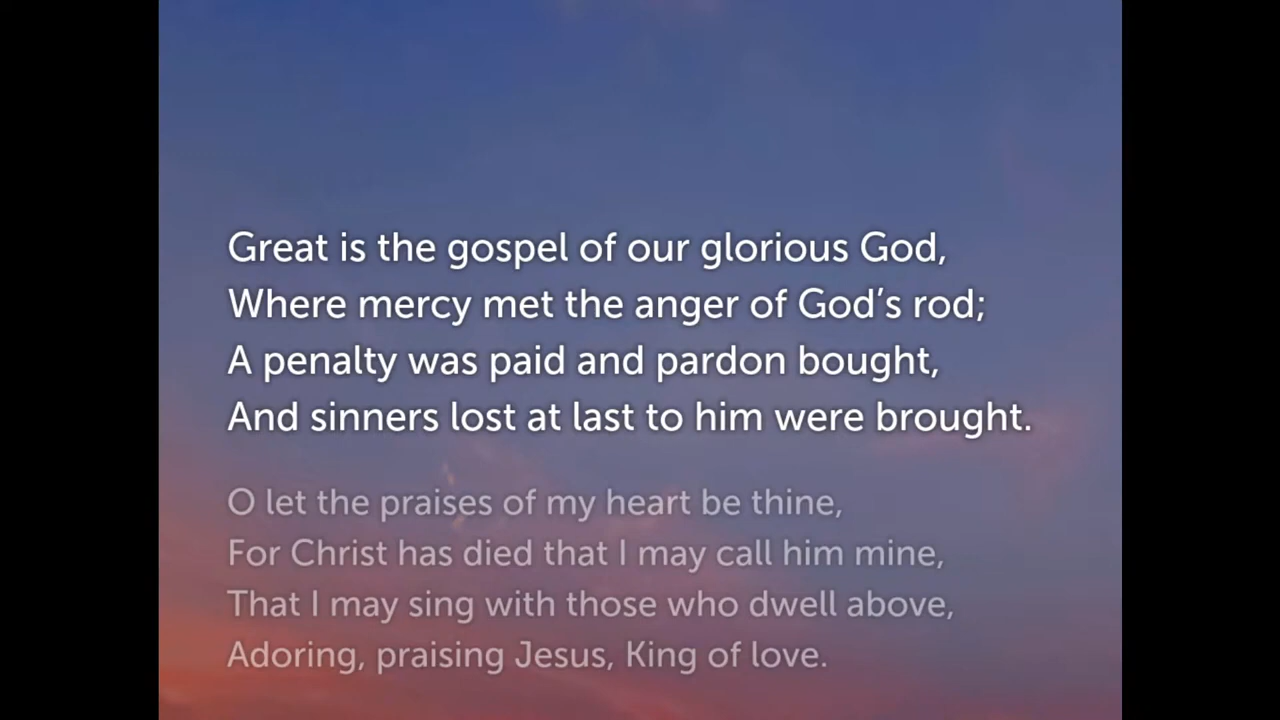 Great is the gospel of our glorious God,
Where mercy met the anger of God’s rod;
A penalty was paid and pardon bought,
And sinners lost at last to him were brought.
O let the praises of my heart be thine,
For Christ has died that I may call him mine,
That I may sing with those who dwell above,
Adoring, praising Jesus, King of love.